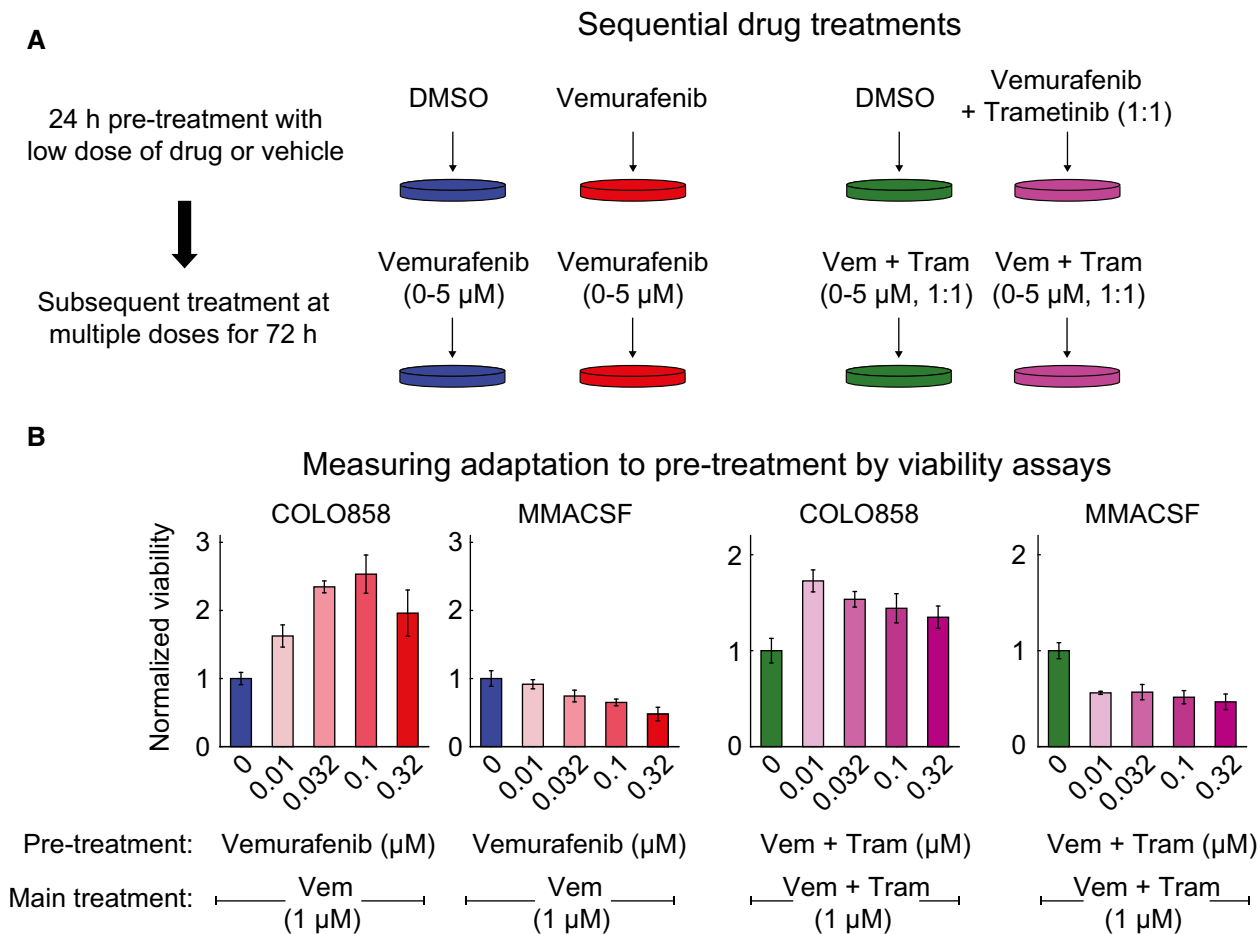 A
Sequential drug treatments
24 h pre-treatment with
low dose of drug or vehicle
DMSO
Vemurafenib
DMSO
Vemurafenib
+ Trametinib (1:1)
Subsequent treatment at
multiple doses for 72 h
Vemurafenib
(0-5 µM)
Vemurafenib
(0-5 µM)
Vem + Tram
(0-5 µM, 1:1)
Vem + Tram
(0-5 µM, 1:1)
B
Measuring adaptation to pre-treatment by viability assays
Normalized viability
COLO858
3
2
1
0
0 0.01 0.032 0.1 0.32
MMACSF
3
2
1
0
0 0.01 0.032 0.1 0.32
COLO858
2
1
0
0 0.01 0.032 0.1 0.32
MMACSF
2
1
0
0 0.01 0.032 0.1 0.32
Pre-treatment: Vemurafenib (µM) Vemurafenib (µM) Vem + Tram (µM) Vem + Tram (µM)
Main treatment: Vem Vem Vem + Tram Vem + Tram
(1 µM) (1 µM) (1 µM) (1 µM)